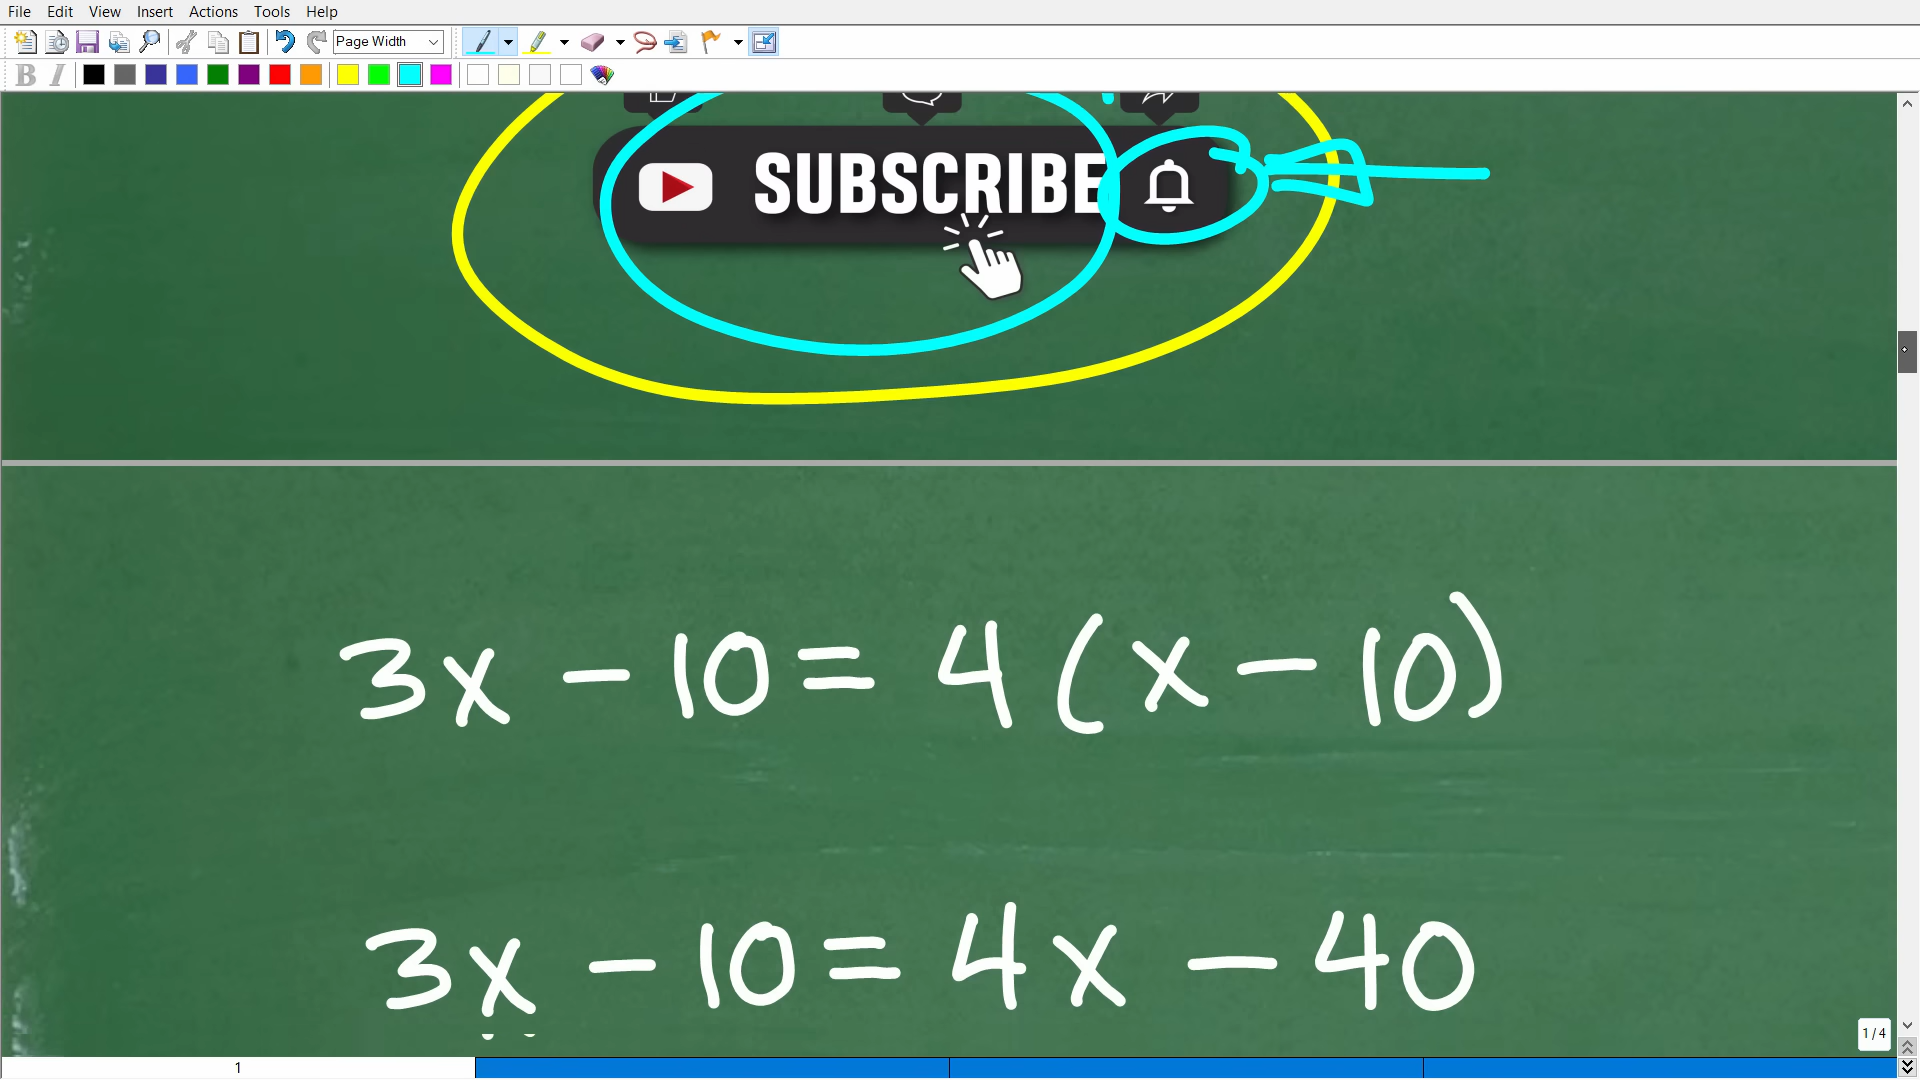 File Edit View Insert Actions Tools Help
Page Width
B I
SUBSCRIBE
3x - 10 = 4 (x - 10)
3x - 10 = 4x - 40
1 / 4
1